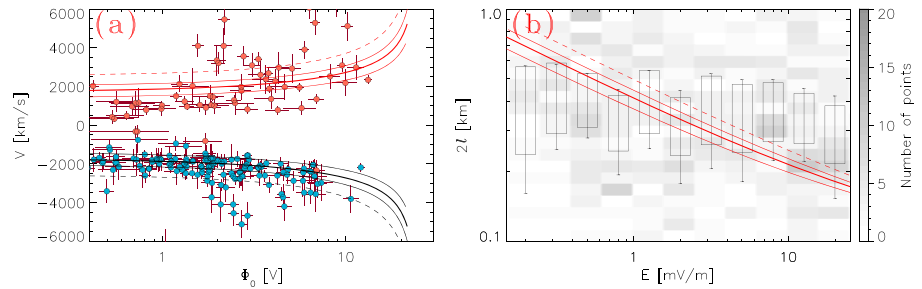 (a)
6000
4000
2000
0
−2000
−4000
−6000
V [km/s]
1
10
Φ0 [V]
(b)
1.0
0.1
2ℓ [km]
1
10
E [mV/m]
20
15
10
5
0
Number of points